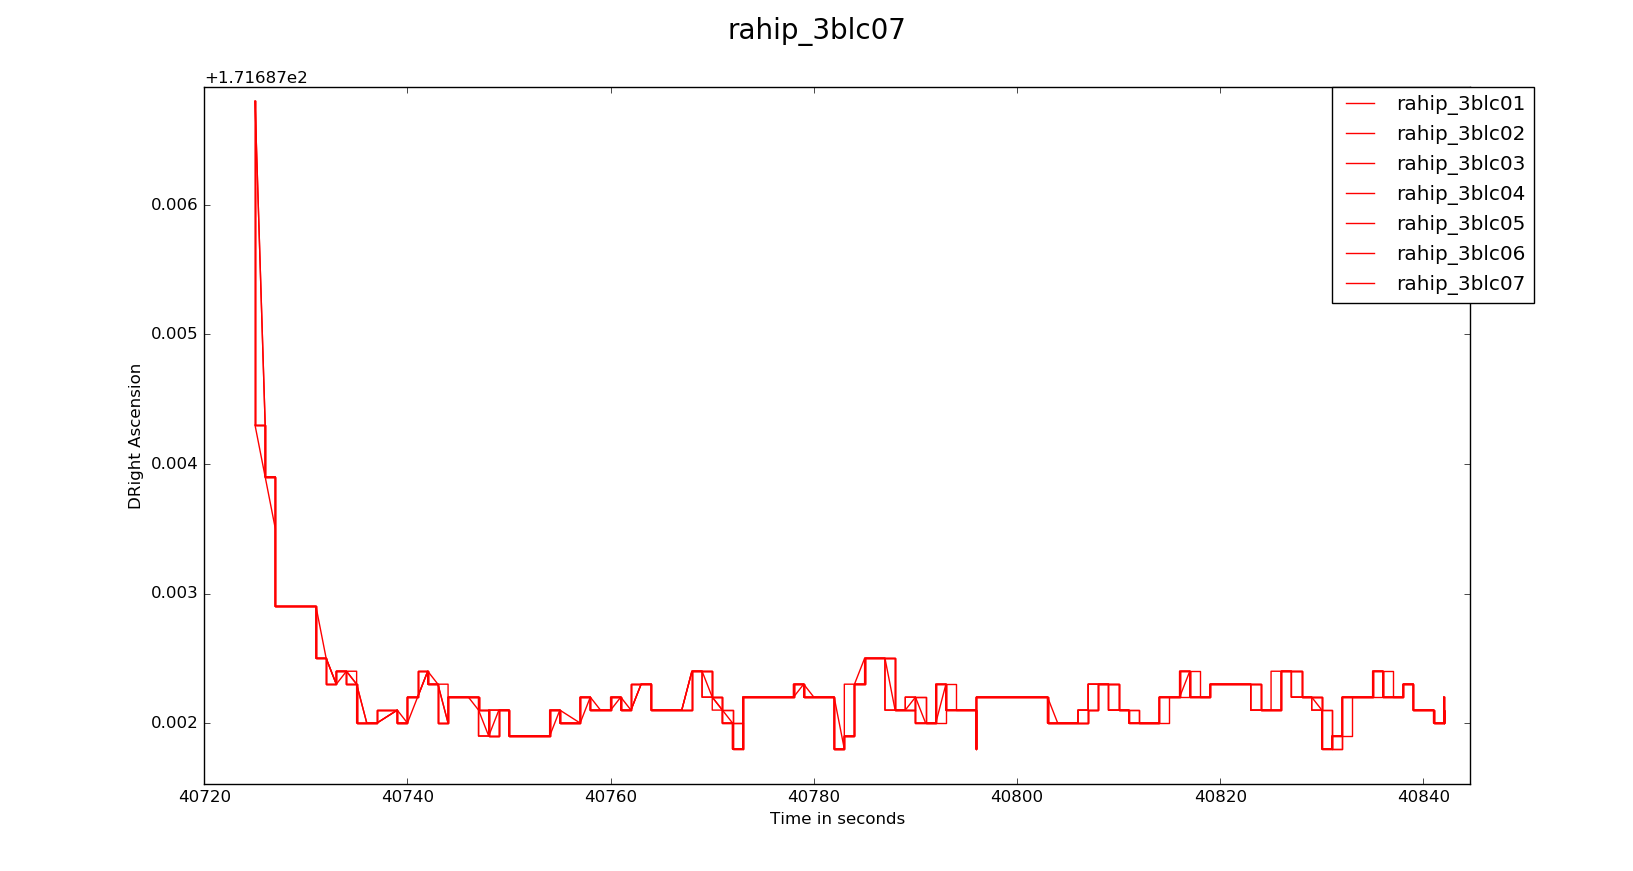 rahip_3blc07
+1.71687e2
rahip_3blc01
rahip_3blc02
rahip_3blc03
rahip_3blc04
rahip_3blc05
rahip_3blc06
rahip_3blc07
0.006
0.005
0.004
0.003
0.002
DRight Ascension
40720 40740 40760 40780 40800 40820 40840
Time in seconds